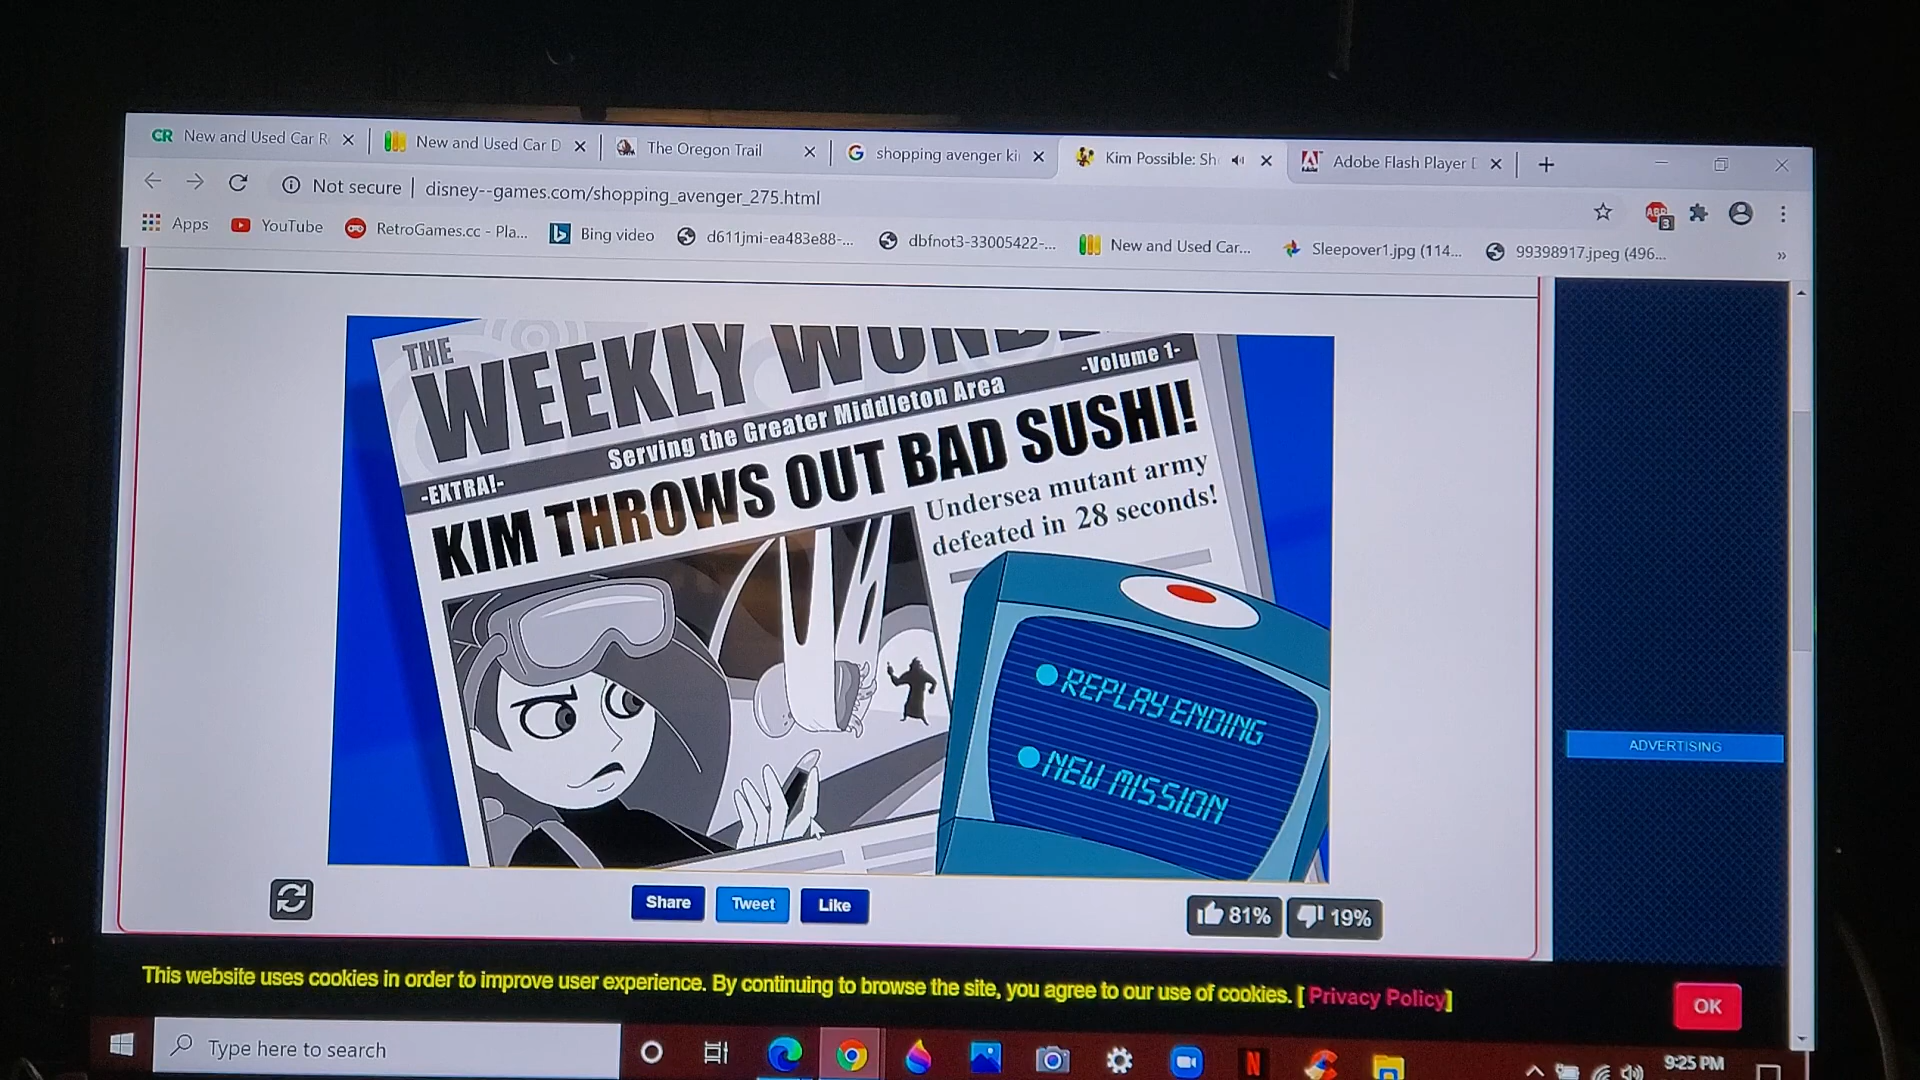 CR New and Used Car R
New and Used Car D
The Oregon Trail
shopping avenger ki
Kim Possible: Sh
Adobe Flash Player
Not secure | disney--games.com/shopping_avenger_275.html
ABP
3
Apps
YouTube
RetroGames.cc - Pla...
Bing video
d611jmi-ea483e88-...
dbfnot3-33005422-...
New and Used Car...
Sleepover1.jpg (114...
99398917.jpeg (496...
»
THE
WEEKLY WOND
-EXTRA!-
Serving the Greater Middleton Area
-Volume 1-
KIM THROWS OUT BAD SUSHI!
Undersea mutant army
defeated in 28 seconds!
REPLAY ENDING
NEW MISSION
ADVERTISING
Share
Tweet
Like
81%
19%
This website uses cookies in order to improve user experience. By continuing to browse the site, you agree to our use of cookies. [ Privacy Policy]
OK
Type here to search
N
9:25 PM